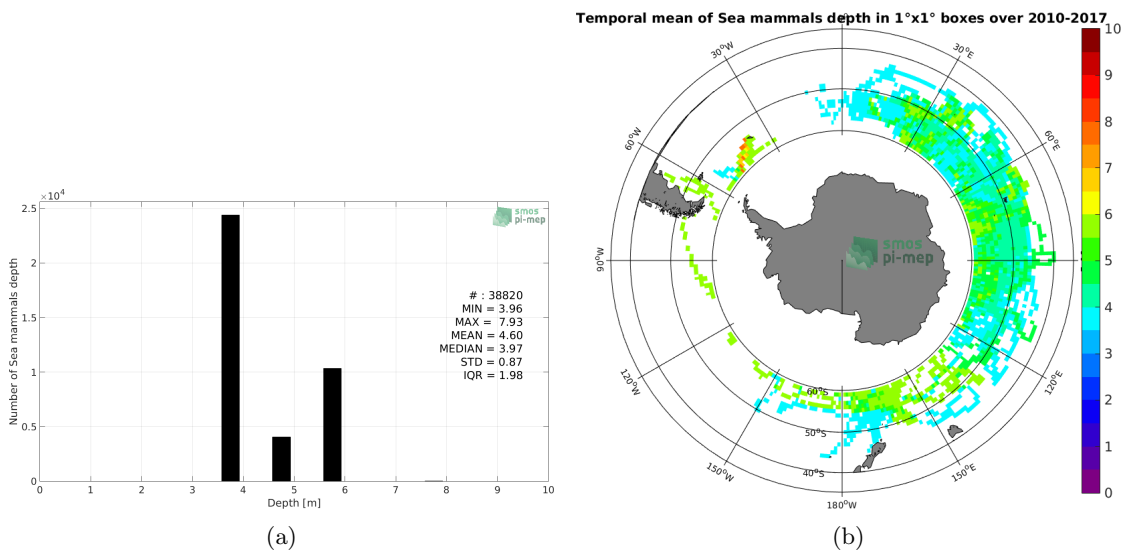 ×10⁴
2.5
2
1.5
1
0.5
0
0 1 2 3 4 5 6 7 8 9 10
Number of Sea mammals depth
Depth [m]
smos
pi-mep
# : 38820
MIN = 3.96
MAX = 7.93
MEAN = 4.60
MEDIAN = 3.97
STD = 0.87
IQR = 1.98
(a)
Temporal mean of Sea mammals depth in 1°x1° boxes over 2010-2017
30°W
30°E
60°W
60°E
90°W
120°W
120°E
150°W
150°E
180°W
60°S
50°S
40°S
smos
pi-mep
10
9
8
7
6
5
4
3
2
1
0
(b)